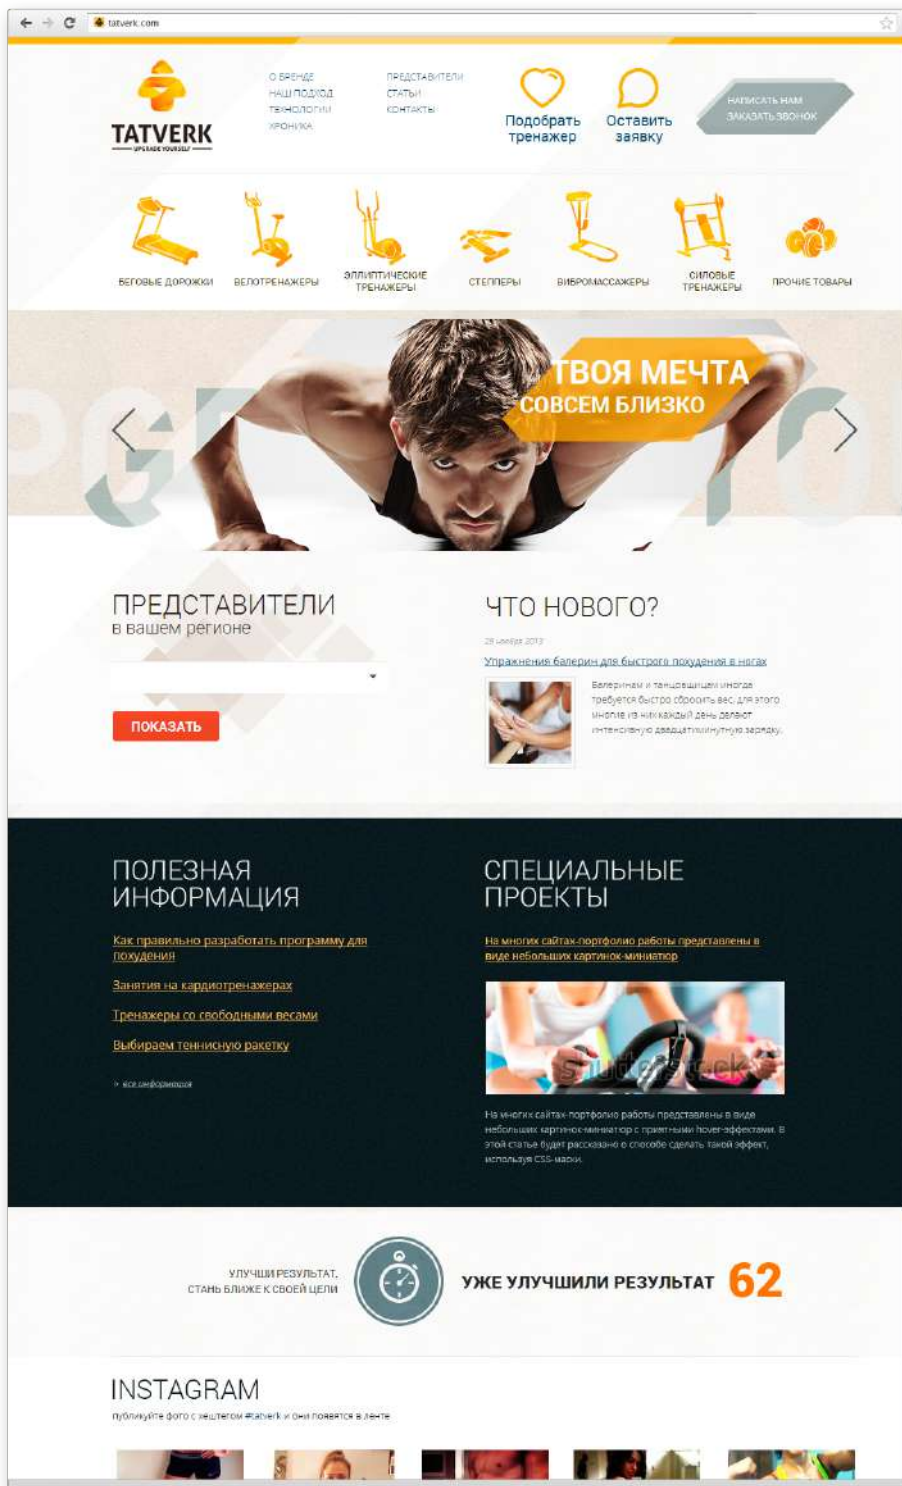 tatverk.com
TATVERK
UPGRADE YOURSELF
О БРЕНДЕ
НАШ ПОДХОД
ТЕХНОЛОГИИ
ХРОНИКА
ПРЕДСТАВИТЕЛИ
СТАТЬИ
КОНТАКТЫ
Подобрать
тренажер
Оставить
заявку
НАПИСАТЬ НАМ
ЗАКАЗАТЬ ЗВОНОК
БЕГОВЫЕ ДОРОЖКИ
ВЕЛОТРЕНАЖЕРЫ
ЭЛЛИПТИЧЕСКИЕ
ТРЕНАЖЕРЫ
СТЕППЕРЫ
ВИБРОМАССАЖЕРЫ
СИЛОВЫЕ
ТРЕНАЖЕРЫ
ПРОЧИЕ ТОВАРЫ
ТВОЯ МЕЧТА
СОВСЕМ БЛИЗКО
ПРЕДСТАВИТЕЛИ
в вашем регионе
ПОКАЗАТЬ
ЧТО НОВОГО?
28 ноября 2013
Упражнения балерин для быстрого похудения в ногах
Балеринам и танцовщицам иногда
требуется быстро сбросить вес, для этого
многие из них каждый день делают
интенсивную двадцатиминутную зарядку.
ПОЛЕЗНАЯ
ИНФОРМАЦИЯ
Как правильно разработать программу для
похудения
Занятия на кардиотренажерах
Тренажеры со свободными весами
Выбираем теннисную ракетку
> вся информация
СПЕЦИАЛЬНЫЕ
ПРОЕКТЫ
На многих сайтах-портфолио работы представлены в
виде небольших картинок-миниатюр
shutterstock
На многих сайтах-портфолио работы представлены в виде
небольших картинок-миниатюр с приятными hover-эффектами. В
этой статье будет рассказано о способе сделать такой эффект,
используя CSS-маски.
УЛУЧШИ РЕЗУЛЬТАТ,
СТАНЬ БЛИЖЕ К СВОЕЙ ЦЕЛИ
УЖЕ УЛУЧШИЛИ РЕЗУЛЬТАТ 62
INSTAGRAM
публикуйте фото с хештегом #tatverk и они появятся в ленте